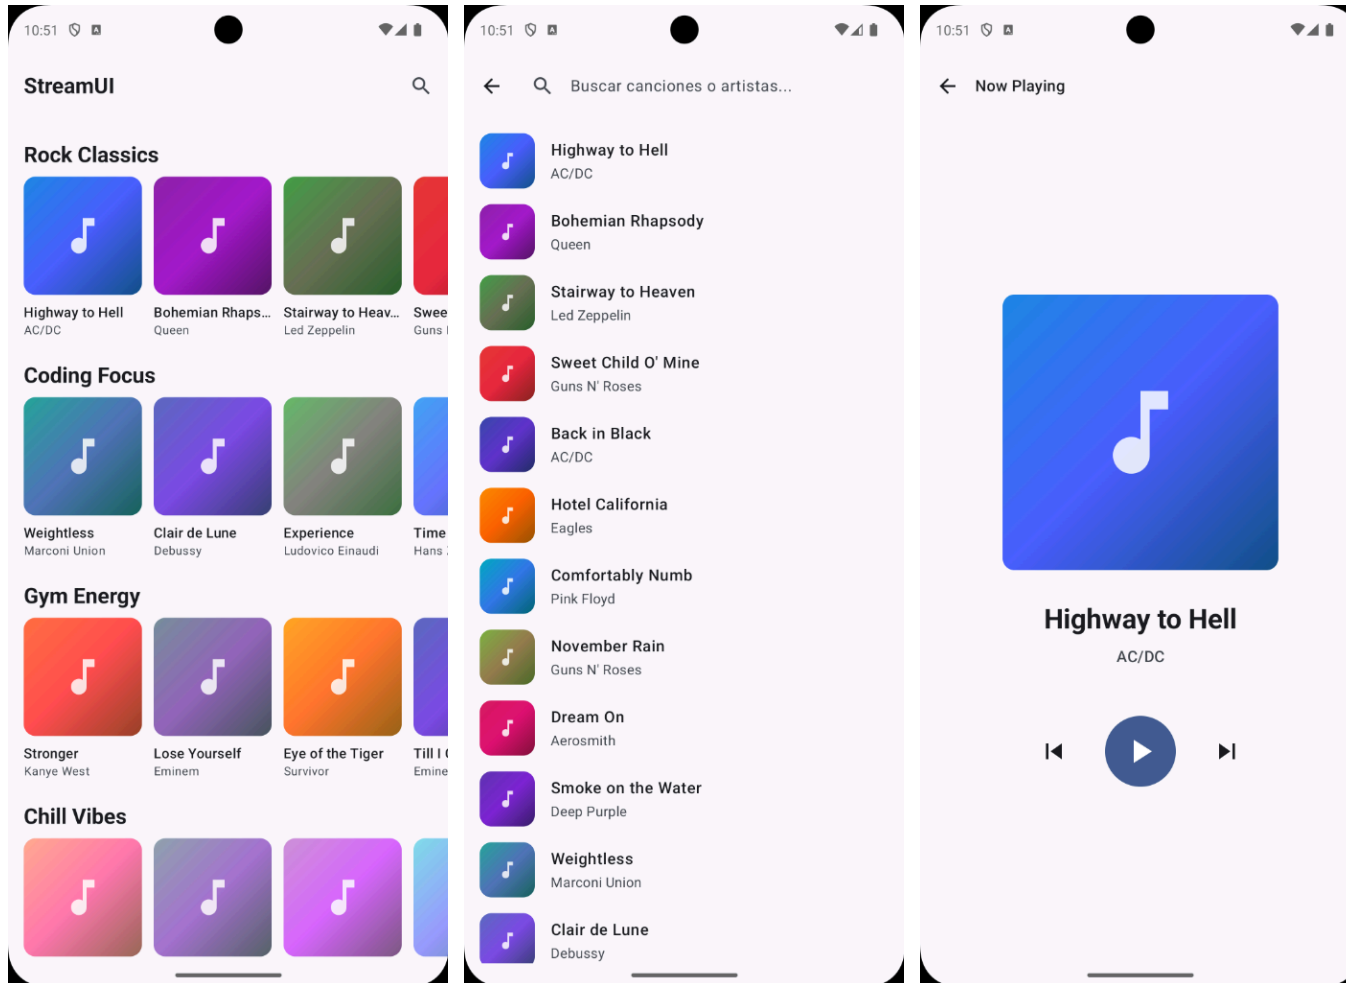 10:51
StreamUI
Rock Classics
Highway to Hell
AC/DC
Bohemian Rhaps...
Queen
Stairway to Heav...
Led Zeppelin
Swee
Guns
Coding Focus
Weightless
Marconi Union
Clair de Lune
Debussy
Experience
Ludovico Einaudi
Time
Hans
Gym Energy
Stronger
Kanye West
Lose Yourself
Eminem
Eye of the Tiger
Survivor
Till I
Emine
Chill Vibes
10:51
Buscar canciones o artistas...
Highway to Hell
AC/DC
Bohemian Rhapsody
Queen
Stairway to Heaven
Led Zeppelin
Sweet Child O' Mine
Guns N' Roses
Back in Black
AC/DC
Hotel California
Eagles
Comfortably Numb
Pink Floyd
November Rain
Guns N' Roses
Dream On
Aerosmith
Smoke on the Water
Deep Purple
Weightless
Marconi Union
Clair de Lune
Debussy
10:51
Now Playing
Highway to Hell
AC/DC